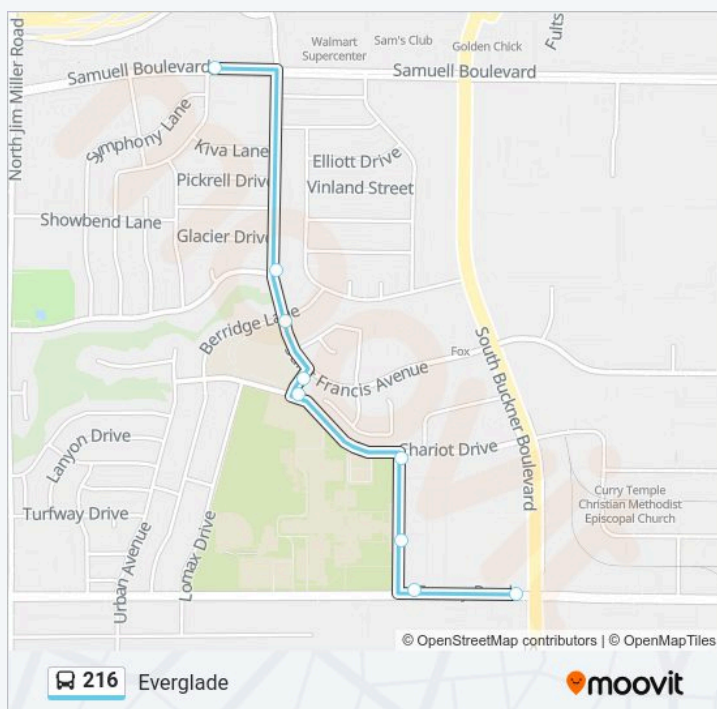 North Jim Miller Road
Samuell Boulevard
Walmart
Supercenter
Sam's Club
Golden Chick
Fults
Samuell Boulevard
Symphony Lane
Kiva Lane
Elliott Drive
Pickrell Drive
Vinland Street
Showbend Lane
Glacier Drive
Berridge Lane
South Buckner Boulevard
Fox
Francis Avenue
Lanyon Drive
Chariot Drive
Curry Temple
Christian Methodist
Episcopal Church
Turfway Drive
Urban Avenue
Lomax Drive
© OpenStreetMap contributors | © OpenMapTiles
216 Everglade
moovit